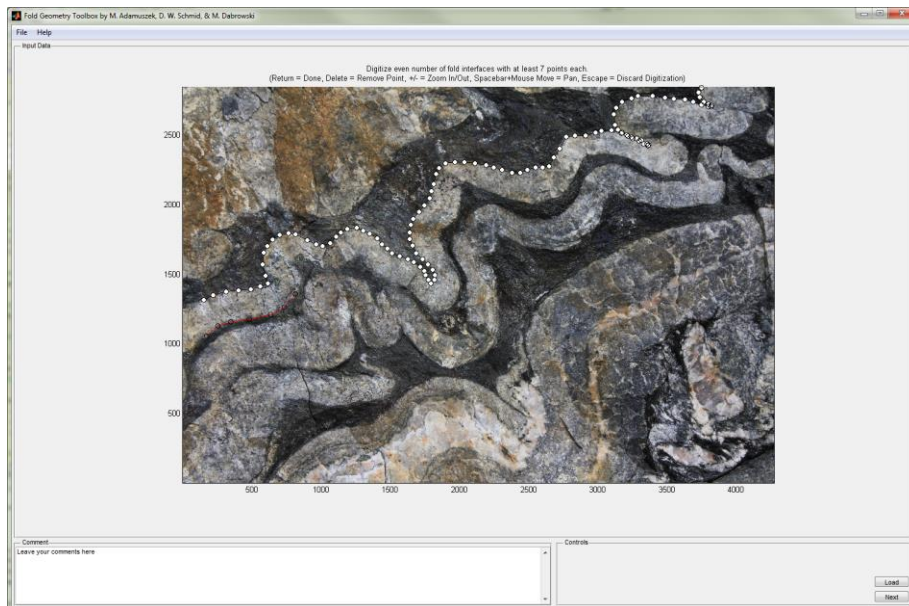 Fold Geometry Toolbox by M. Adamuszek, D. W. Schmid, & M. Dabrowski
File Help
Input Data
Digitize even number of fold interfaces with at least 7 points each.
(Return = Done, Delete = Remove Point, +/- = Zoom In/Out, Spacebar+Mouse Move = Pan, Escape = Discard Digitization)
2500
2000
1500
1000
500
500 1000 1500 2000 2500 3000 3500 4000
Comment
Controls
Leave your comments here
Load
Next